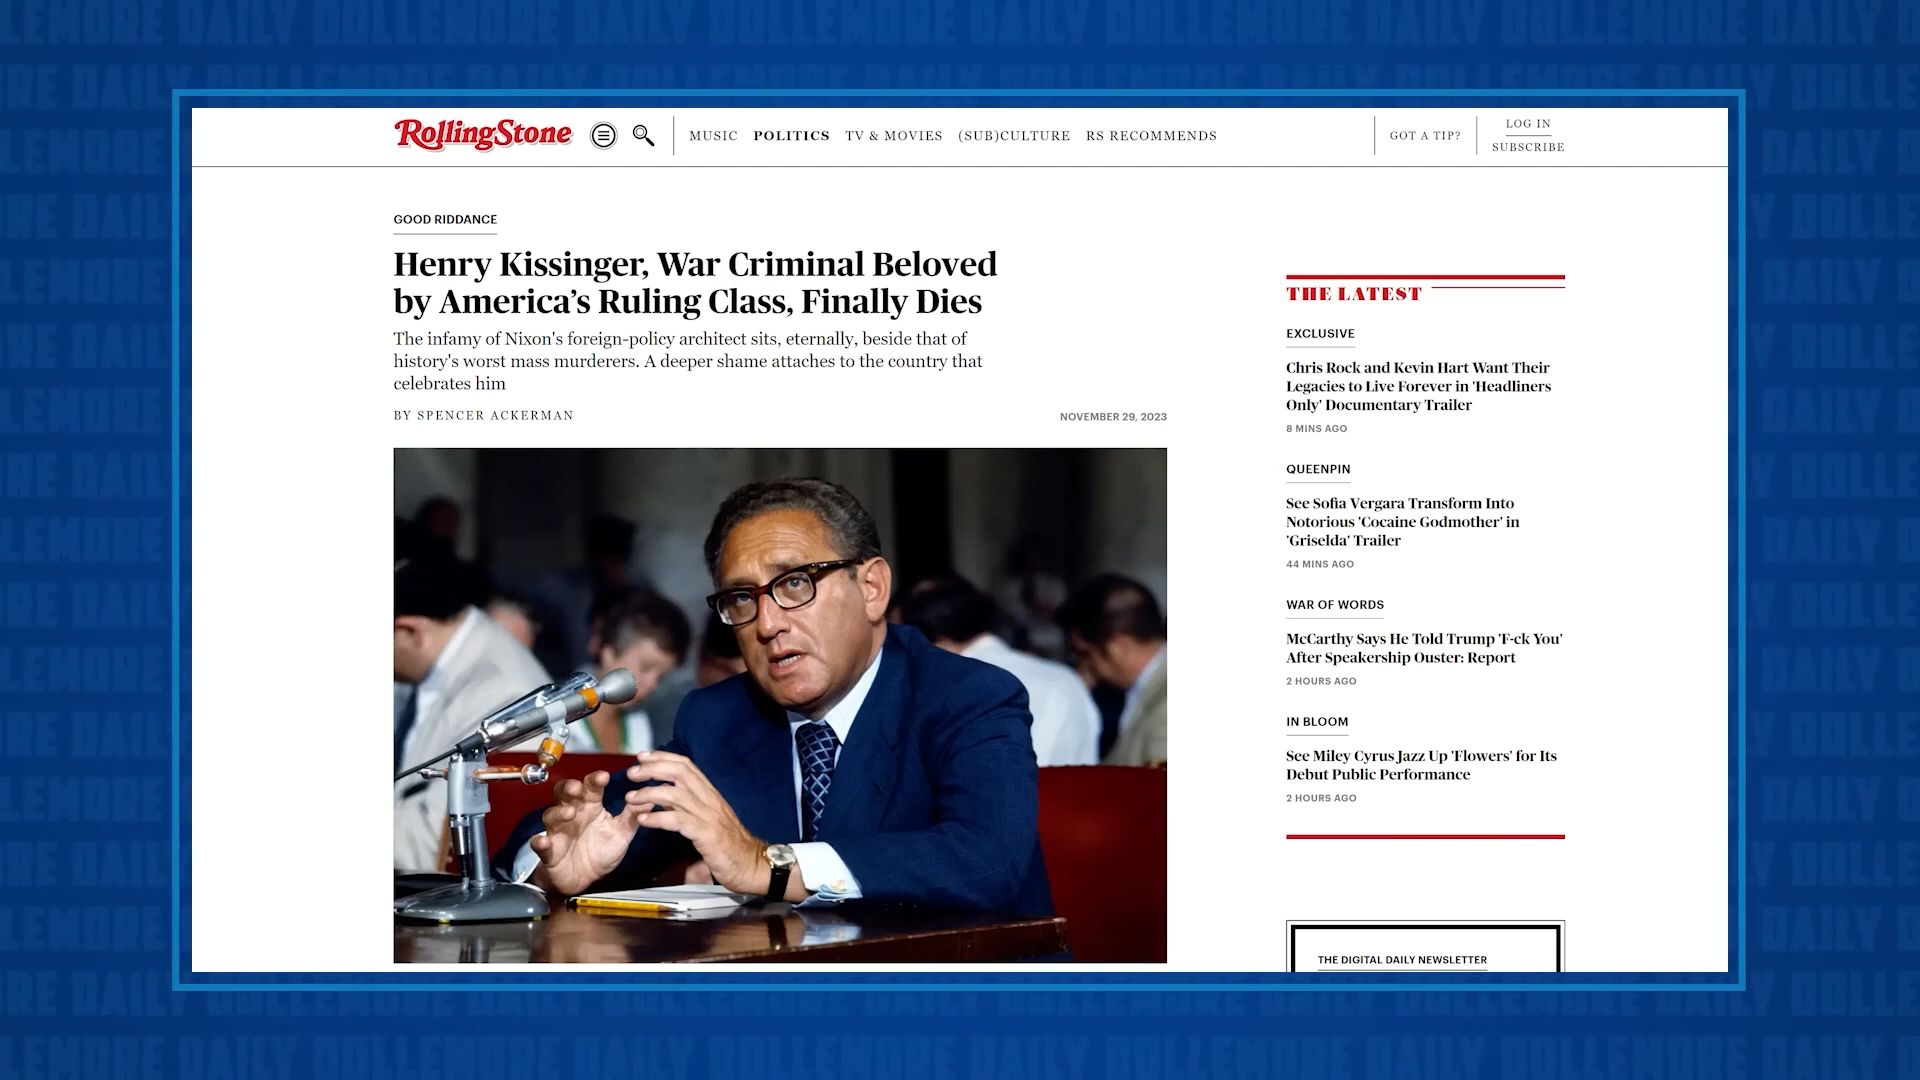 RollingStone
MUSIC POLITICS TV & MOVIES (SUB)CULTURE RS RECOMMENDS
GOT A TIP?
LOG IN
SUBSCRIBE
GOOD RIDDANCE
Henry Kissinger, War Criminal Beloved
by America’s Ruling Class, Finally Dies
The infamy of Nixon's foreign-policy architect sits, eternally, beside that of
history's worst mass murderers. A deeper shame attaches to the country that
celebrates him
BY SPENCER ACKERMAN
NOVEMBER 29, 2023
THE LATEST
EXCLUSIVE
Chris Rock and Kevin Hart Want Their
Legacies to Live Forever in 'Headliners
Only' Documentary Trailer
8 MINS AGO
QUEENPIN
See Sofia Vergara Transform Into
Notorious 'Cocaine Godmother' in
'Griselda' Trailer
44 MINS AGO
WAR OF WORDS
McCarthy Says He Told Trump 'F-ck You'
After Speakership Ouster: Report
2 HOURS AGO
IN BLOOM
See Miley Cyrus Jazz Up 'Flowers' for Its
Debut Public Performance
2 HOURS AGO
THE DIGITAL DAILY NEWSLETTER
DOLLEMORE DAILY